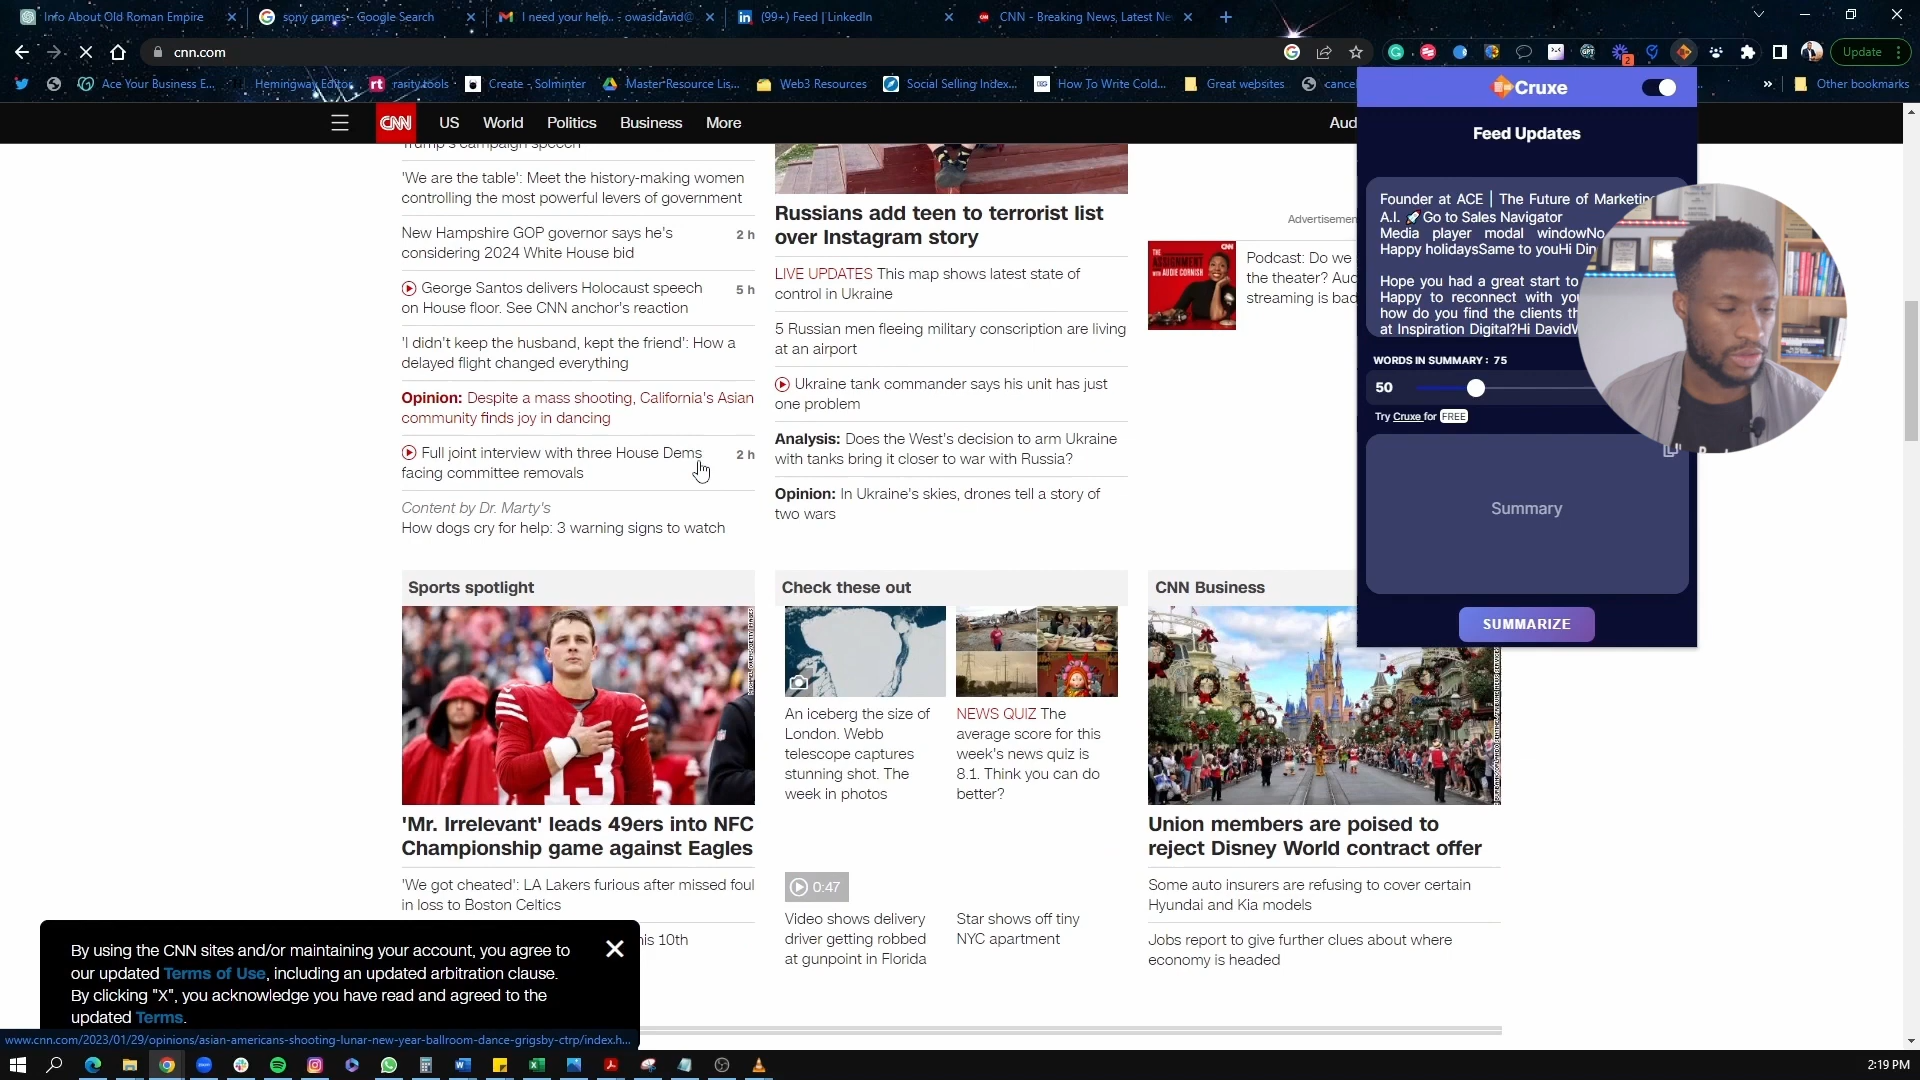 Info About Old Roman Empire
sony games - Google Search
I need your help.. - owasidavid@
(99+) Feed | LinkedIn
CNN - Breaking News, Latest Ne
cnn.com
Update
Ace Your Business E...
Hemingway Editor
rarity.tools
Create - Solminter
Master Resource Lis...
Web3 Resources
Social Selling Index...
How To Write Cold...
Great websites
cance
Other bookmarks
CNN
US
World
Politics
Business
More
Aud
Trump's campaign speech
'We are the table': Meet the history-making women
controlling the most powerful levers of government
New Hampshire GOP governor says he's
considering 2024 White House bid
2 h
George Santos delivers Holocaust speech
on House floor. See CNN anchor's reaction
5 h
'I didn't keep the husband, kept the friend': How a
delayed flight changed everything
Opinion: Despite a mass shooting, California's Asian
community finds joy in dancing
Full joint interview with three House Dems
facing committee removals
2 h
Content by Dr. Marty's
How dogs cry for help: 3 warning signs to watch
Russians add teen to terrorist list
over Instagram story
LIVE UPDATES This map shows latest state of
control in Ukraine
5 Russian men fleeing military conscription are living
at an airport
Ukraine tank commander says his unit has just
one problem
Analysis: Does the West's decision to arm Ukraine
with tanks bring it closer to war with Russia?
Opinion: In Ukraine's skies, drones tell a story of
two wars
Advertisemen
THE
ASSIGNMENT
WITH AUDIE CORNISH
CNN
Podcast: Do we
the theater? Aud
streaming is bad
Cruxe
Feed Updates
Founder at ACE | The Future of Marketing
A.I. 🚀Go to Sales Navigator
Media player modal windowNo
Happy holidaysSame to youHi Din
Hope you had a great start to
Happy to reconnect with you
how do you find the clients th
at Inspiration Digital?Hi DavidW
WORDS IN SUMMARY : 75
50
Try Cruxe for FREE
Summary
SUMMARIZE
Sports spotlight
13
'Mr. Irrelevant' leads 49ers into NFC
Championship game against Eagles
'We got cheated': LA Lakers furious after missed foul
in loss to Boston Celtics
his 10th
Check these out
An iceberg the size of
London. Webb
telescope captures
stunning shot. The
week in photos
NEWS QUIZ The
average score for this
week's news quiz is
8.1. Think you can do
better?
0:47
Video shows delivery
driver getting robbed
at gunpoint in Florida
Star shows off tiny
NYC apartment
CNN Business
Union members are poised to
reject Disney World contract offer
Some auto insurers are refusing to cover certain
Hyundai and Kia models
Jobs report to give further clues about where
economy is headed
By using the CNN sites and/or maintaining your account, you agree to
our updated Terms of Use, including an updated arbitration clause.
By clicking "X", you acknowledge you have read and agreed to the
updated Terms.
www.cnn.com/2023/01/29/opinions/asian-americans-shooting-lunar-new-year-ballroom-dance-grigsby-ctrp/index.h...
2:19 PM